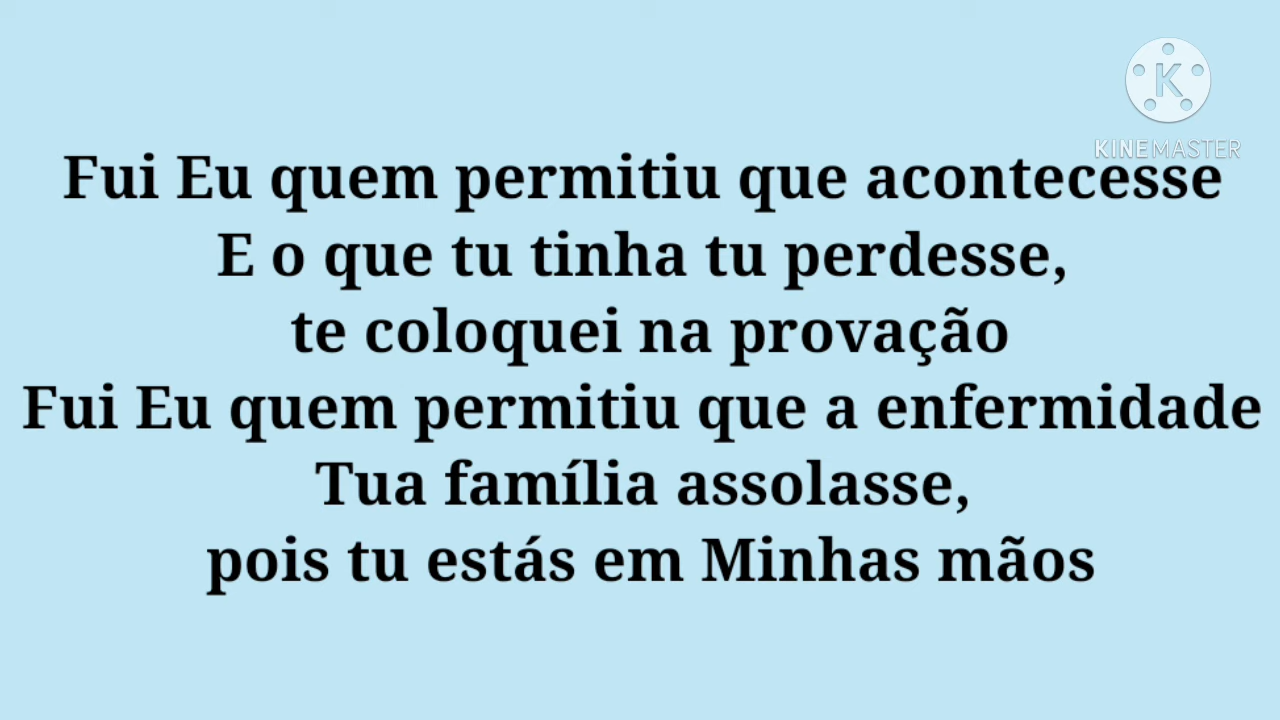 KINEMASTER
Fui Eu quem permitiu que acontecesse
E o que tu tinha tu perdesse,
te coloquei na provação
Fui Eu quem permitiu que a enfermidade
Tua família assolasse,
pois tu estás em Minhas mãos